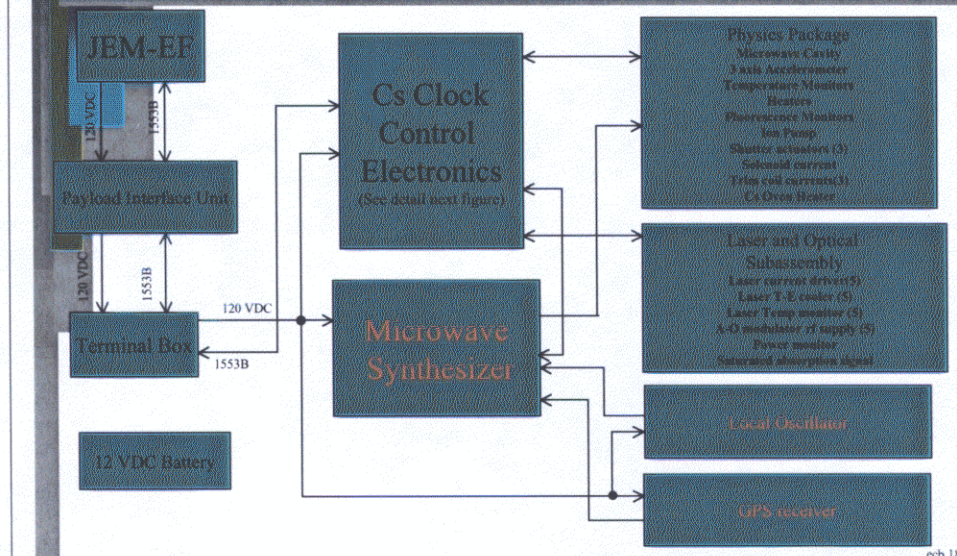 JEM-EF
120 VDC
1553B
Payload Interface Unit
120 VDC
1553B
Terminal Box
120 VDC
1553B
12 VDC Battery
Cs Clock
Control
Electronics
(See detail next figure)
Microwave
Synthesizer
Physics Package
Microwave Cavity
3 axis Accelerometer
Temperature Monitors
Heaters
Fluorescence Monitors
Ion Pump
Shutter actuators (3)
Solenoid current
Trim coil currents(3)
Cs Oven Heater
Laser and Optical
Subassembly
Laser current driver(5)
Laser T-E cooler (5)
Laser Temp monitor (5)
A-O modulator rf supply (5)
Power monitor
Saturated absorption signal
Local Oscillator
GPS receiver